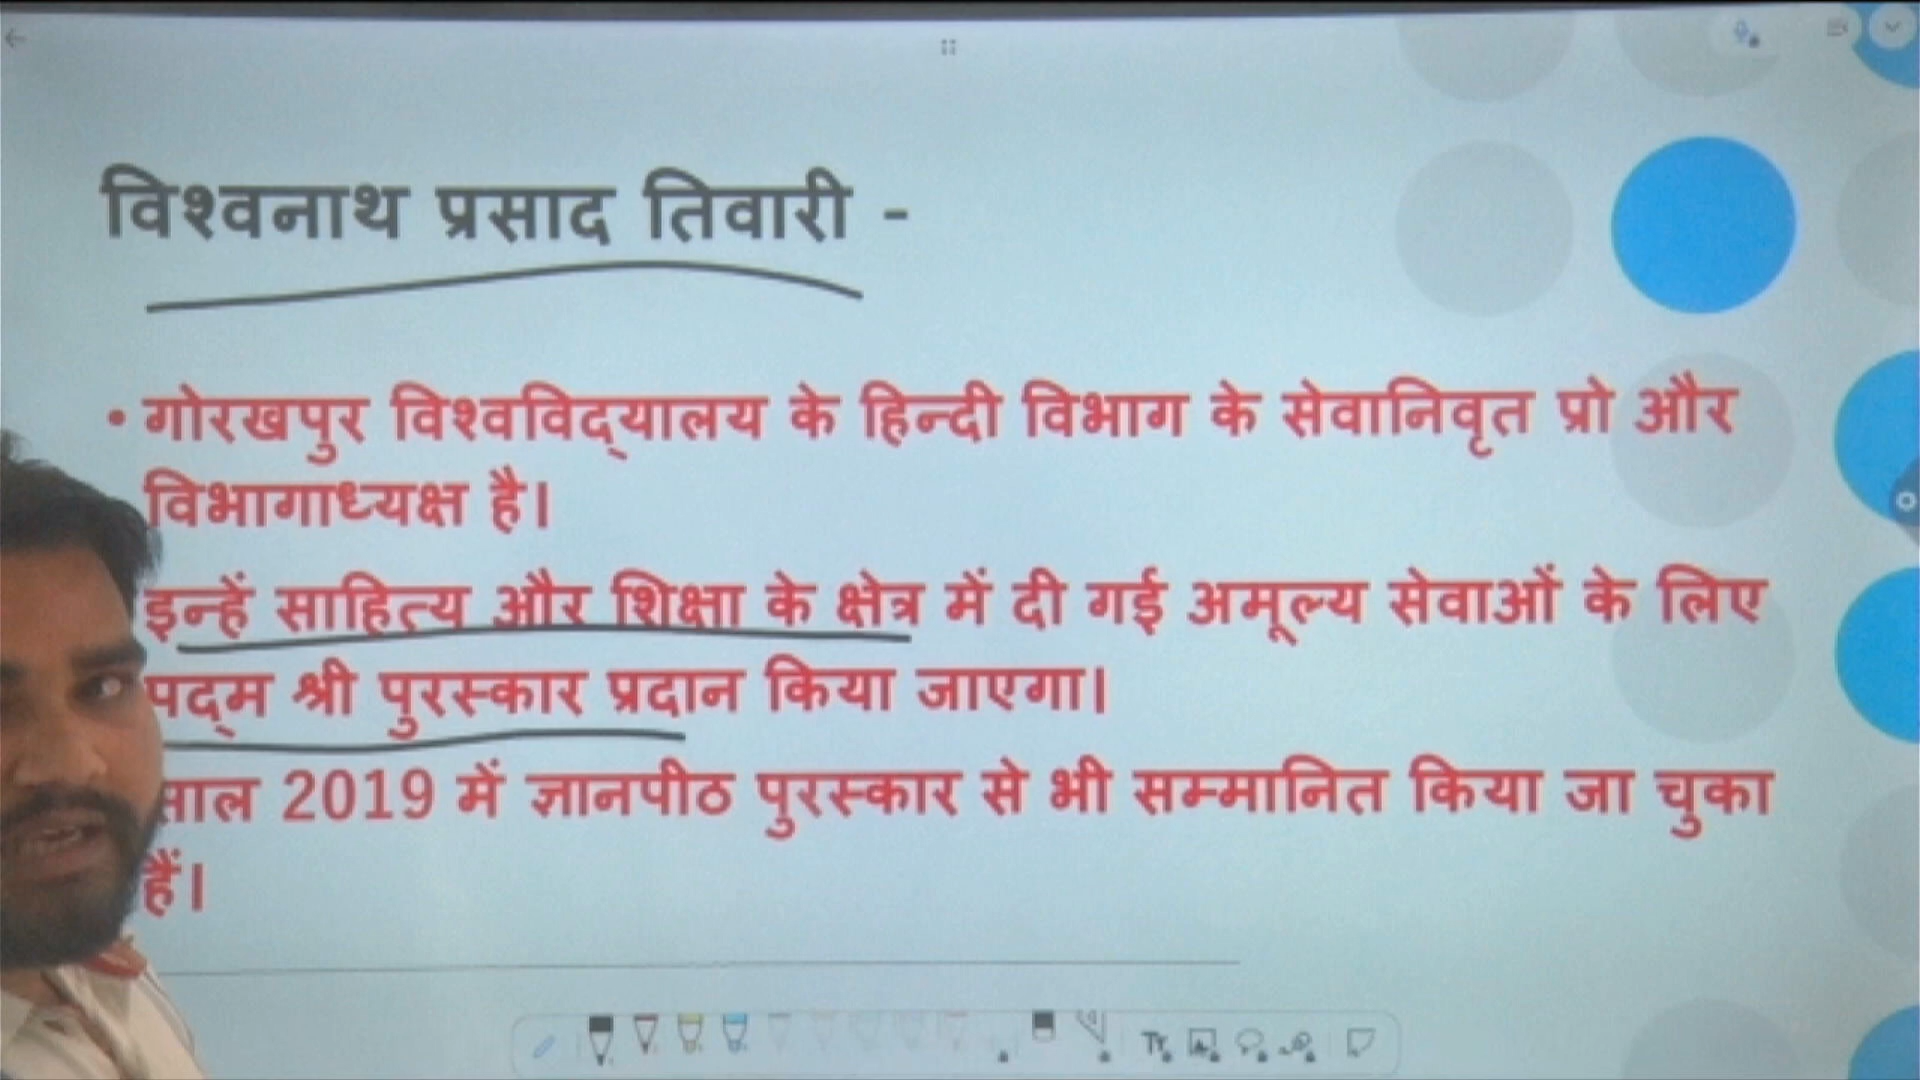 विश्वनाथ प्रसाद तिवारी -
• गोरखपुर विश्वविद्यालय के हिन्दी विभाग के सेवानिवृत प्रो और
विभागाध्यक्ष है।
इन्हें साहित्य और शिक्षा के क्षेत्र में दी गई अमूल्य सेवाओं के लिए
पद्म श्री पुरस्कार प्रदान किया जाएगा।
साल 2019 में ज्ञानपीठ पुरस्कार से भी सम्मानित किया जा चुका
हैं।
Tr